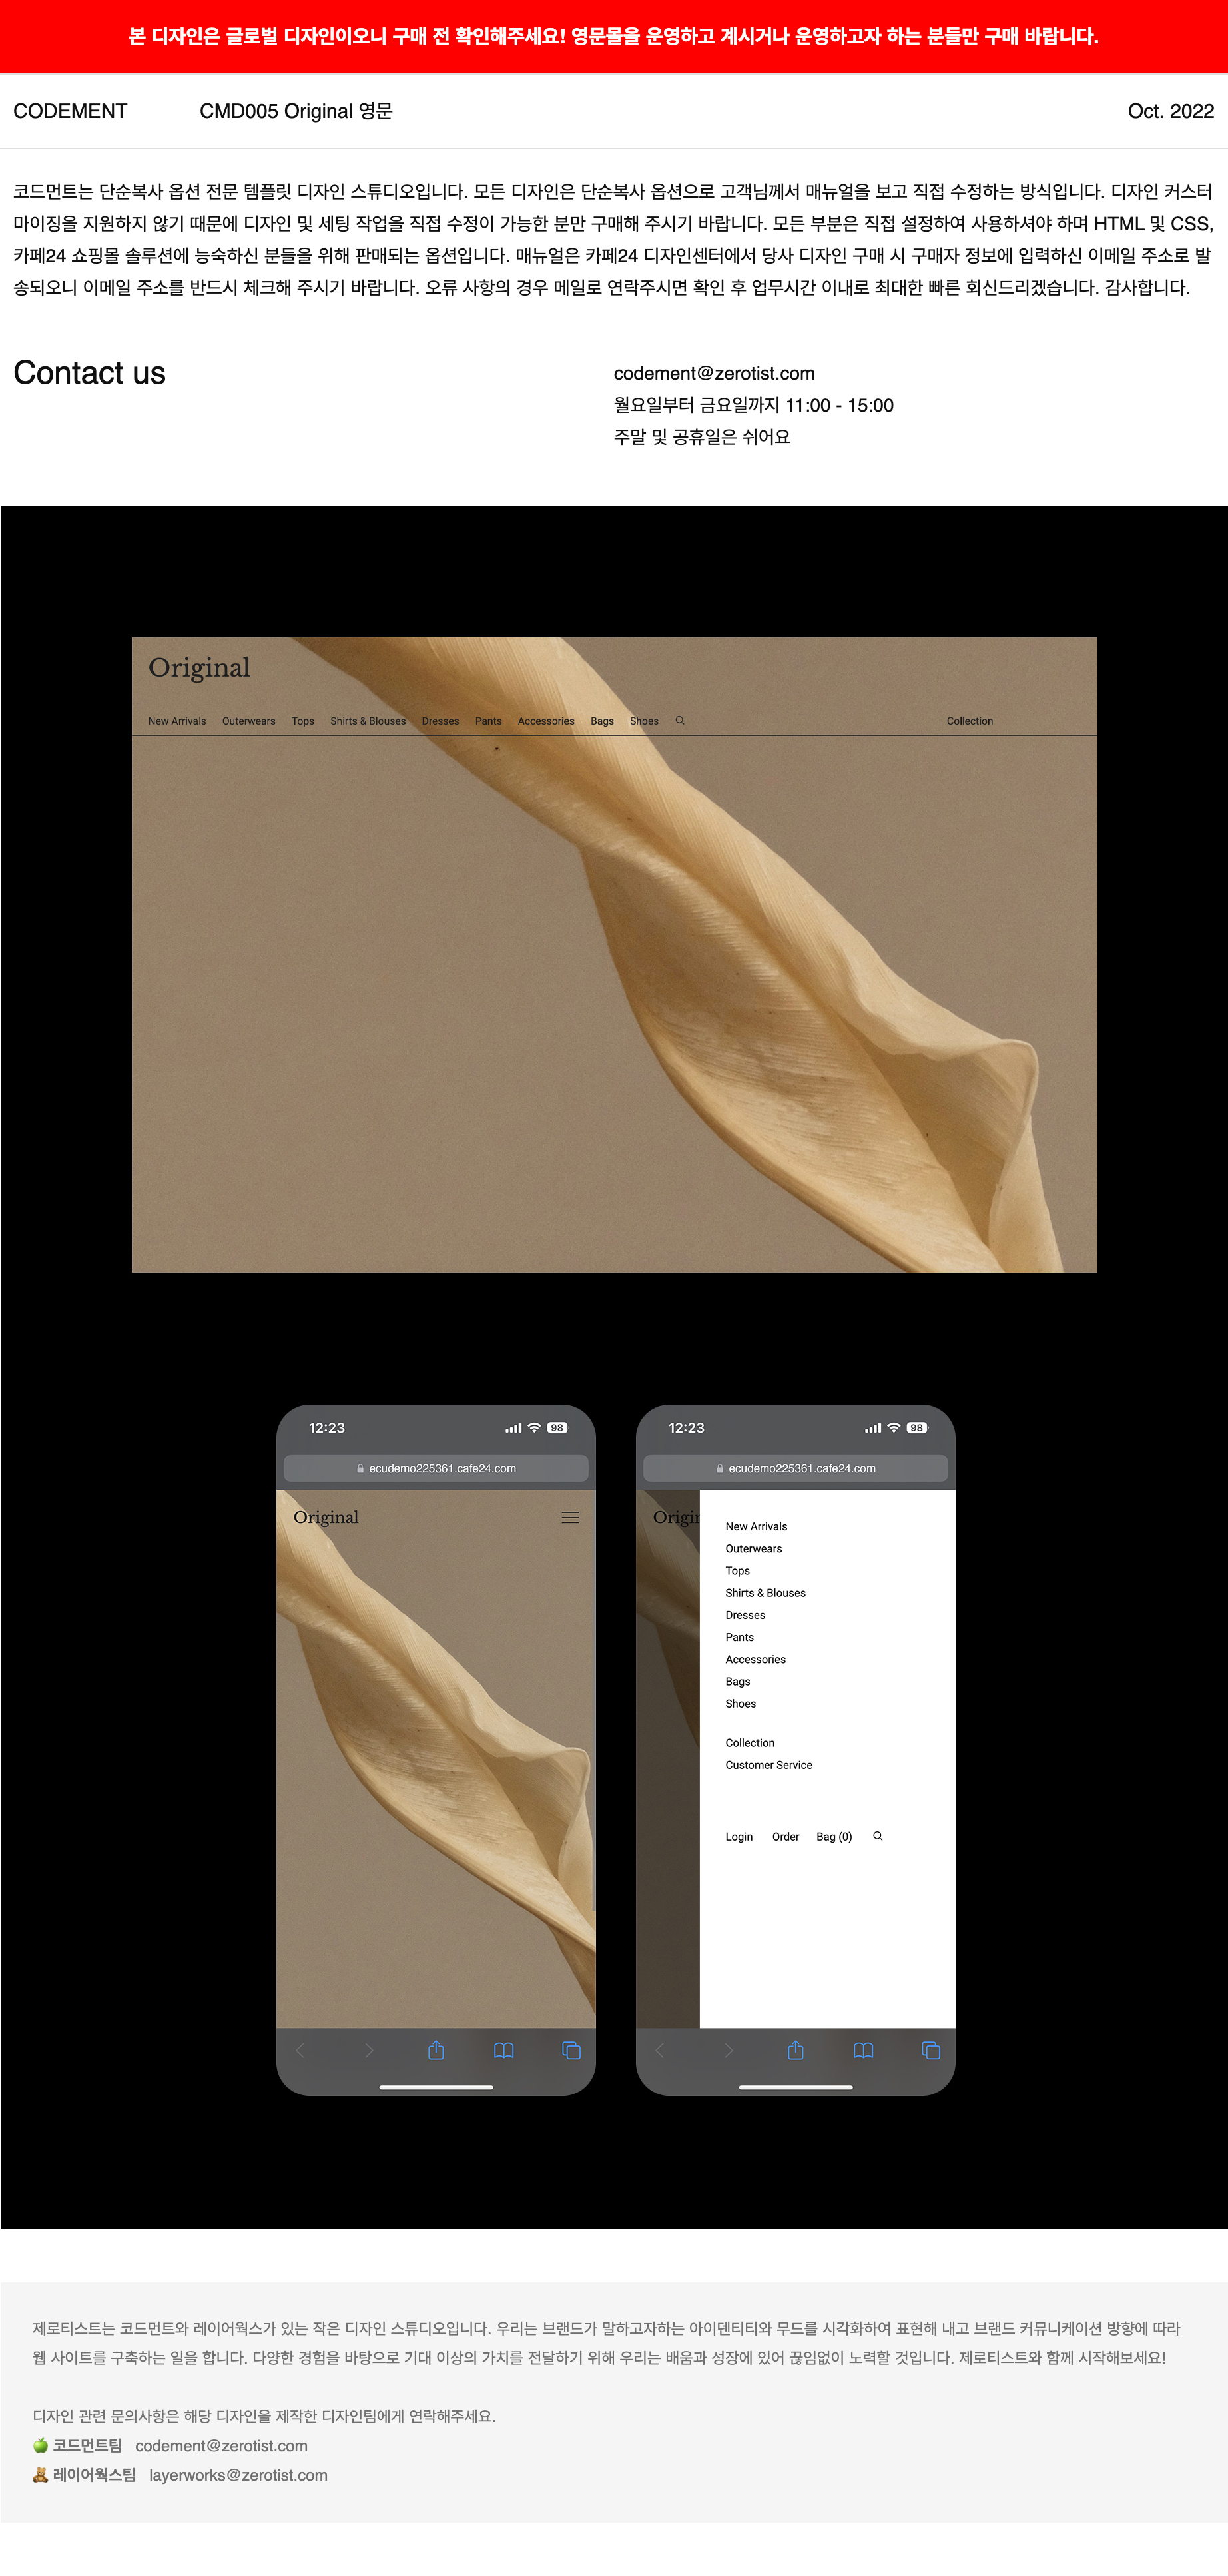 본 디자인은 글로벌 디자인이오니 구매 전 확인해주세요! 영문몰을 운영하고 계시거나 운영하고자 하는 분들만 구매 바랍니다.
CODEMENT CMD005 Original 영문 Oct. 2022
코드먼트는 단순복사 옵션 전문 템플릿 디자인 스튜디오입니다. 모든 디자인은 단순복사 옵션으로 고객님께서 매뉴얼을 보고 직접 수정하는 방식입니다. 디자인 커스터
마이징을 지원하지 않기 때문에 디자인 및 세팅 작업을 직접 수정이 가능한 분만 구매해 주시기 바랍니다. 모든 부분은 직접 설정하여 사용하셔야 하며 HTML 및 CSS,
카페24 쇼핑몰 솔루션에 능숙하신 분들을 위해 판매되는 옵션입니다. 매뉴얼은 카페24 디자인센터에서 당사 디자인 구매 시 구매자 정보에 입력하신 이메일 주소로 발
송되오니 이메일 주소를 반드시 체크해 주시기 바랍니다. 오류 사항의 경우 메일로 연락주시면 확인 후 업무시간 이내로 최대한 빠른 회신드리겠습니다. 감사합니다.
Contact us
codement@zerotist.com
월요일부터 금요일까지 11:00 - 15:00
주말 및 공휴일은 쉬어요
Original
New Arrivals Outerwears Tops Shirts & Blouses Dresses Pants Accessories Bags Shoes Collection
12:23 98
ecudemo225361.cafe24.com
Original
12:23 98
ecudemo225361.cafe24.com
Origin
New Arrivals
Outerwears
Tops
Shirts & Blouses
Dresses
Pants
Accessories
Bags
Shoes
Collection
Customer Service
Login Order Bag (0)
제로티스트는 코드먼트와 레이어웍스가 있는 작은 디자인 스튜디오입니다. 우리는 브랜드가 말하고자하는 아이덴티티와 무드를 시각화하여 표현해 내고 브랜드 커뮤니케이션 방향에 따라
웹 사이트를 구축하는 일을 합니다. 다양한 경험을 바탕으로 기대 이상의 가치를 전달하기 위해 우리는 배움과 성장에 있어 끊임없이 노력할 것입니다. 제로티스트와 함께 시작해보세요!
디자인 관련 문의사항은 해당 디자인을 제작한 디자인팀에게 연락해주세요.
🍏 코드먼트팀 codement@zerotist.com
🧸 레이어웍스팀 layerworks@zerotist.com